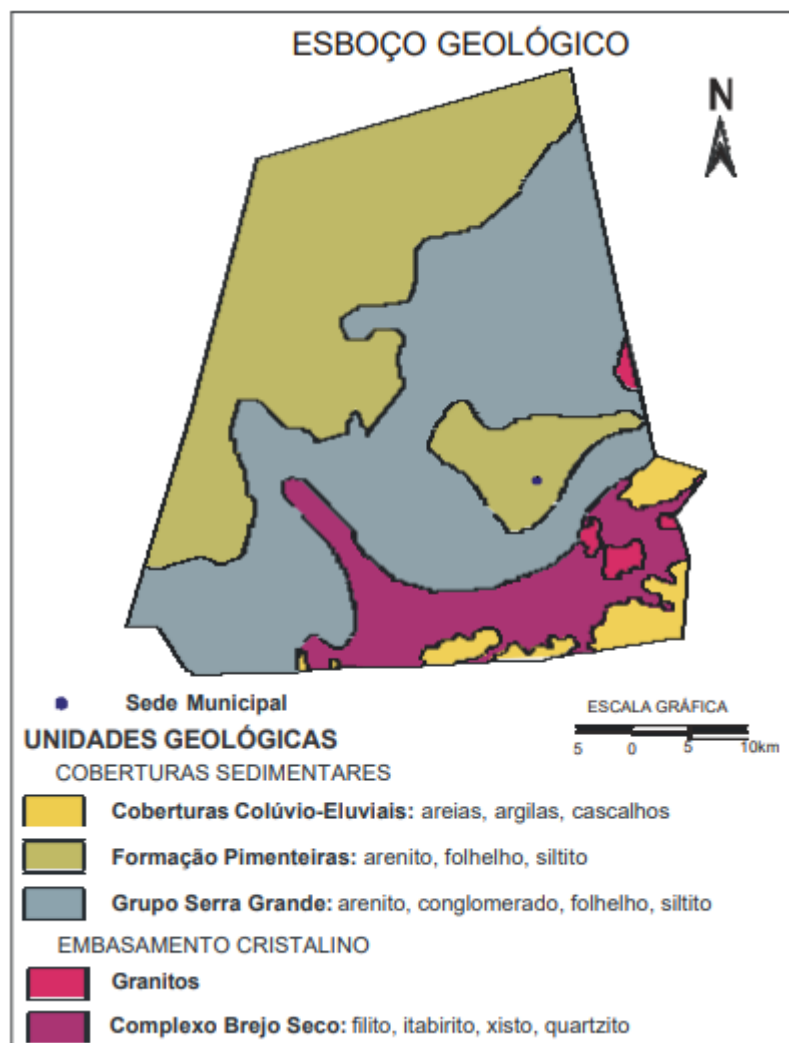 ESBOÇO GEOLÓGICO
N
Sede Municipal
ESCALA GRÁFICA
5 0 5 10km
UNIDADES GEOLÓGICAS
COBERTURAS SEDIMENTARES
Coberturas Colúvio-Eluviais: areias, argilas, cascalhos
Formação Pimenteiras: arenito, folhelho, siltito
Grupo Serra Grande: arenito, conglomerado, folhelho, siltito
EMBASAMENTO CRISTALINO
Granitos
Complexo Brejo Seco: filito, itabirito, xisto, quartzito